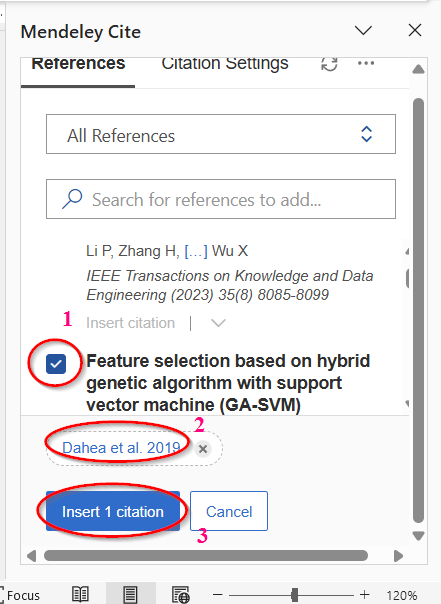 Mendeley Cite
References Citation Settings
All References
Search for references to add...
Li P, Zhang H, [...] Wu X
IEEE Transactions on Knowledge and Data
Engineering (2023) 35(8) 8085-8099
1
Insert citation |
Feature selection based on hybrid
genetic algorithm with support
vector machine (GA-SVM)
2
Dahea et al. 2019
Insert 1 citation Cancel
3
Focus 120%